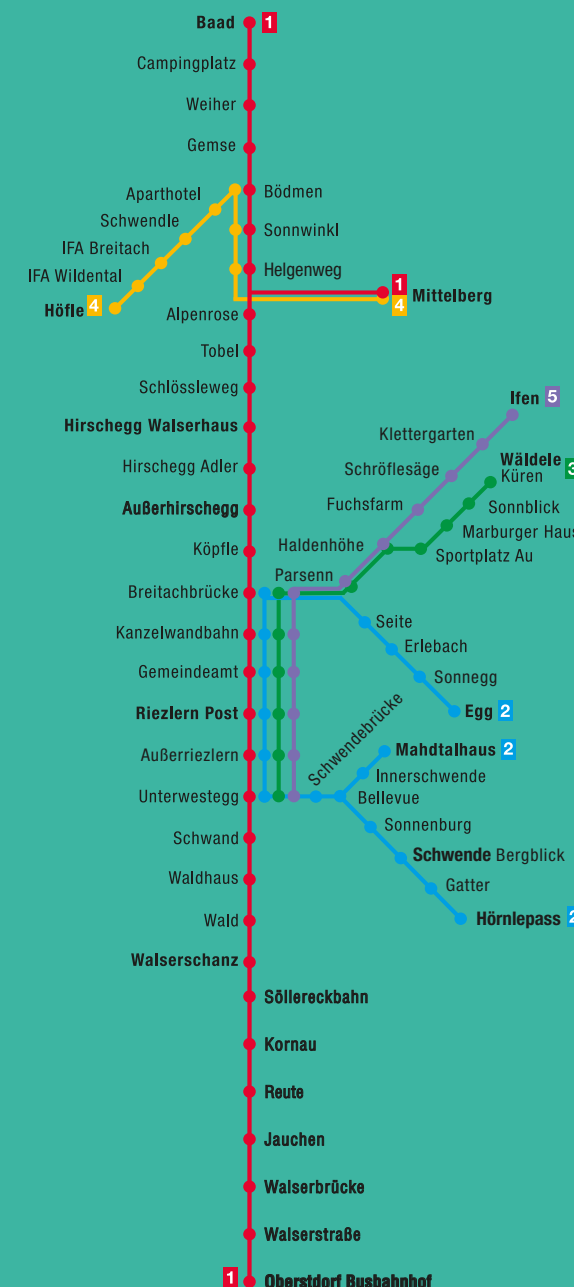 Baad 1
Campingplatz
Weiher
Gemse
Bödmen
Aparthotel
Schwendle
Sonnwinkl
IFA Breitach
Helgenweg
IFA Wildental
1
4 Mittelberg
Höfle 4
Alpenrose
Tobel
Schlössleweg
Ifen 5
Hirschegg Walserhaus
Klettergarten
Wäldele 3
Küren
Hirschegg Adler
Schröflesäge
Fuchsfarm
Sonnblick
Außerhirschegg
Marburger Haus
Haldenhöhe
Köpfle
Sportplatz Au
Parsenn
Breitachbrücke
Seite
Kanzelwandbahn
Erlebach
Gemeindeamt
Sonnegg
Riezlern Post
Egg 2
Schwendebrücke
Außerriezlern
Mahdtalhaus 2
Innerschwende
Unterwestegg
Bellevue
Sonnenburg
Schwand
Schwende Bergblick
Waldhaus
Gatter
Wald
Hörnlepass 2
Walserschanz
Söllereckbahn
Kornau
Reute
Jauchen
Walserbrücke
Walserstraße
1 Oberstdorf Busbahnhof